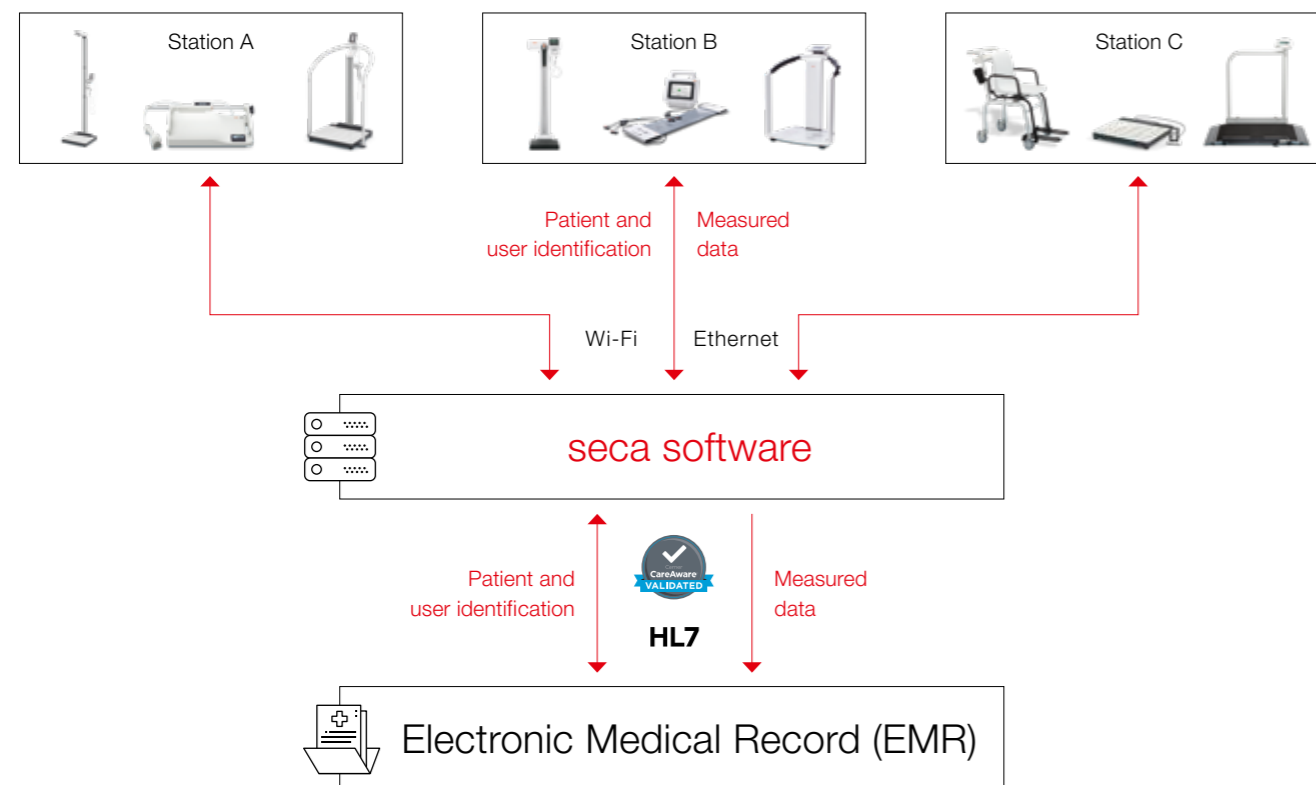 Station A
Station B
Station C
Patient and
user identification
Measured
data
Wi-Fi
Ethernet
seca software
Patient and
user identification
Cerner
CareAware
VALIDATED
HL7
Measured
data
Electronic Medical Record (EMR)